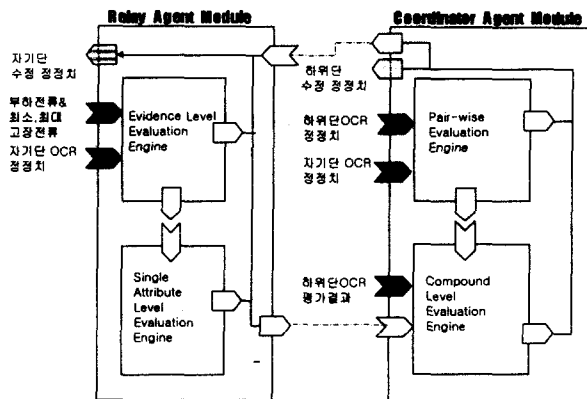 Relay Agent Module
Coordinator Agent Module
자기단
수정 정정치
부하전류&
최소,최대
고장전류
자기단 OCR
정정치
Evidence Level
Evaluation
Engine
Single
Attribute
Level
Evaluation
Engine
하위단
수정 정정치
하위단OCR
정정치
자기단 OCR
정정치
하위단OCR
평가결과
Pair-wise
Evaluation
Engine
Compound
Level
Evaluation
Engine